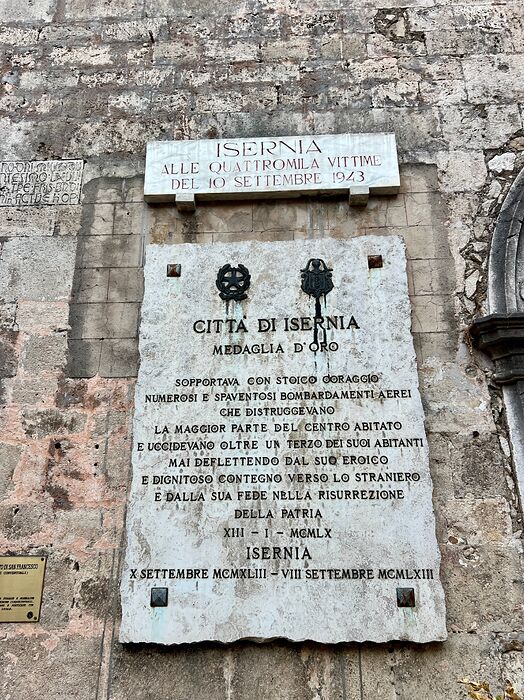 ISERNIA
ALLE QUATTROMILA VITTIME
DEL 10 SETTEMBRE 1943
CITTÀ DI ISERNIA
MEDAGLIA D'ORO
SOPPORTAVA CON STOICO CORAGGIO
NUMEROSI E SPAVENTOSI BOMBARDAMENTI AEREI
CHE DISTRUGGEVANO
LA MAGGIOR PARTE DEL CENTRO ABITATO
E UCCIDEVANO OLTRE UN TERZO DEI SUOI ABITANTI
MAI DEFLETTENDO DAL SUO EROICO
E DIGNITOSO CONTEGNO VERSO LO STRANIERO
E DALLA SUA FEDE NELLA RISURREZIONE
DELLA PATRIA
XIII - I - MCMLX
ISERNIA
X SETTEMBRE MCMXLIII - VIII SETTEMBRE MCMLXIII
DI SAN FRANCESCO